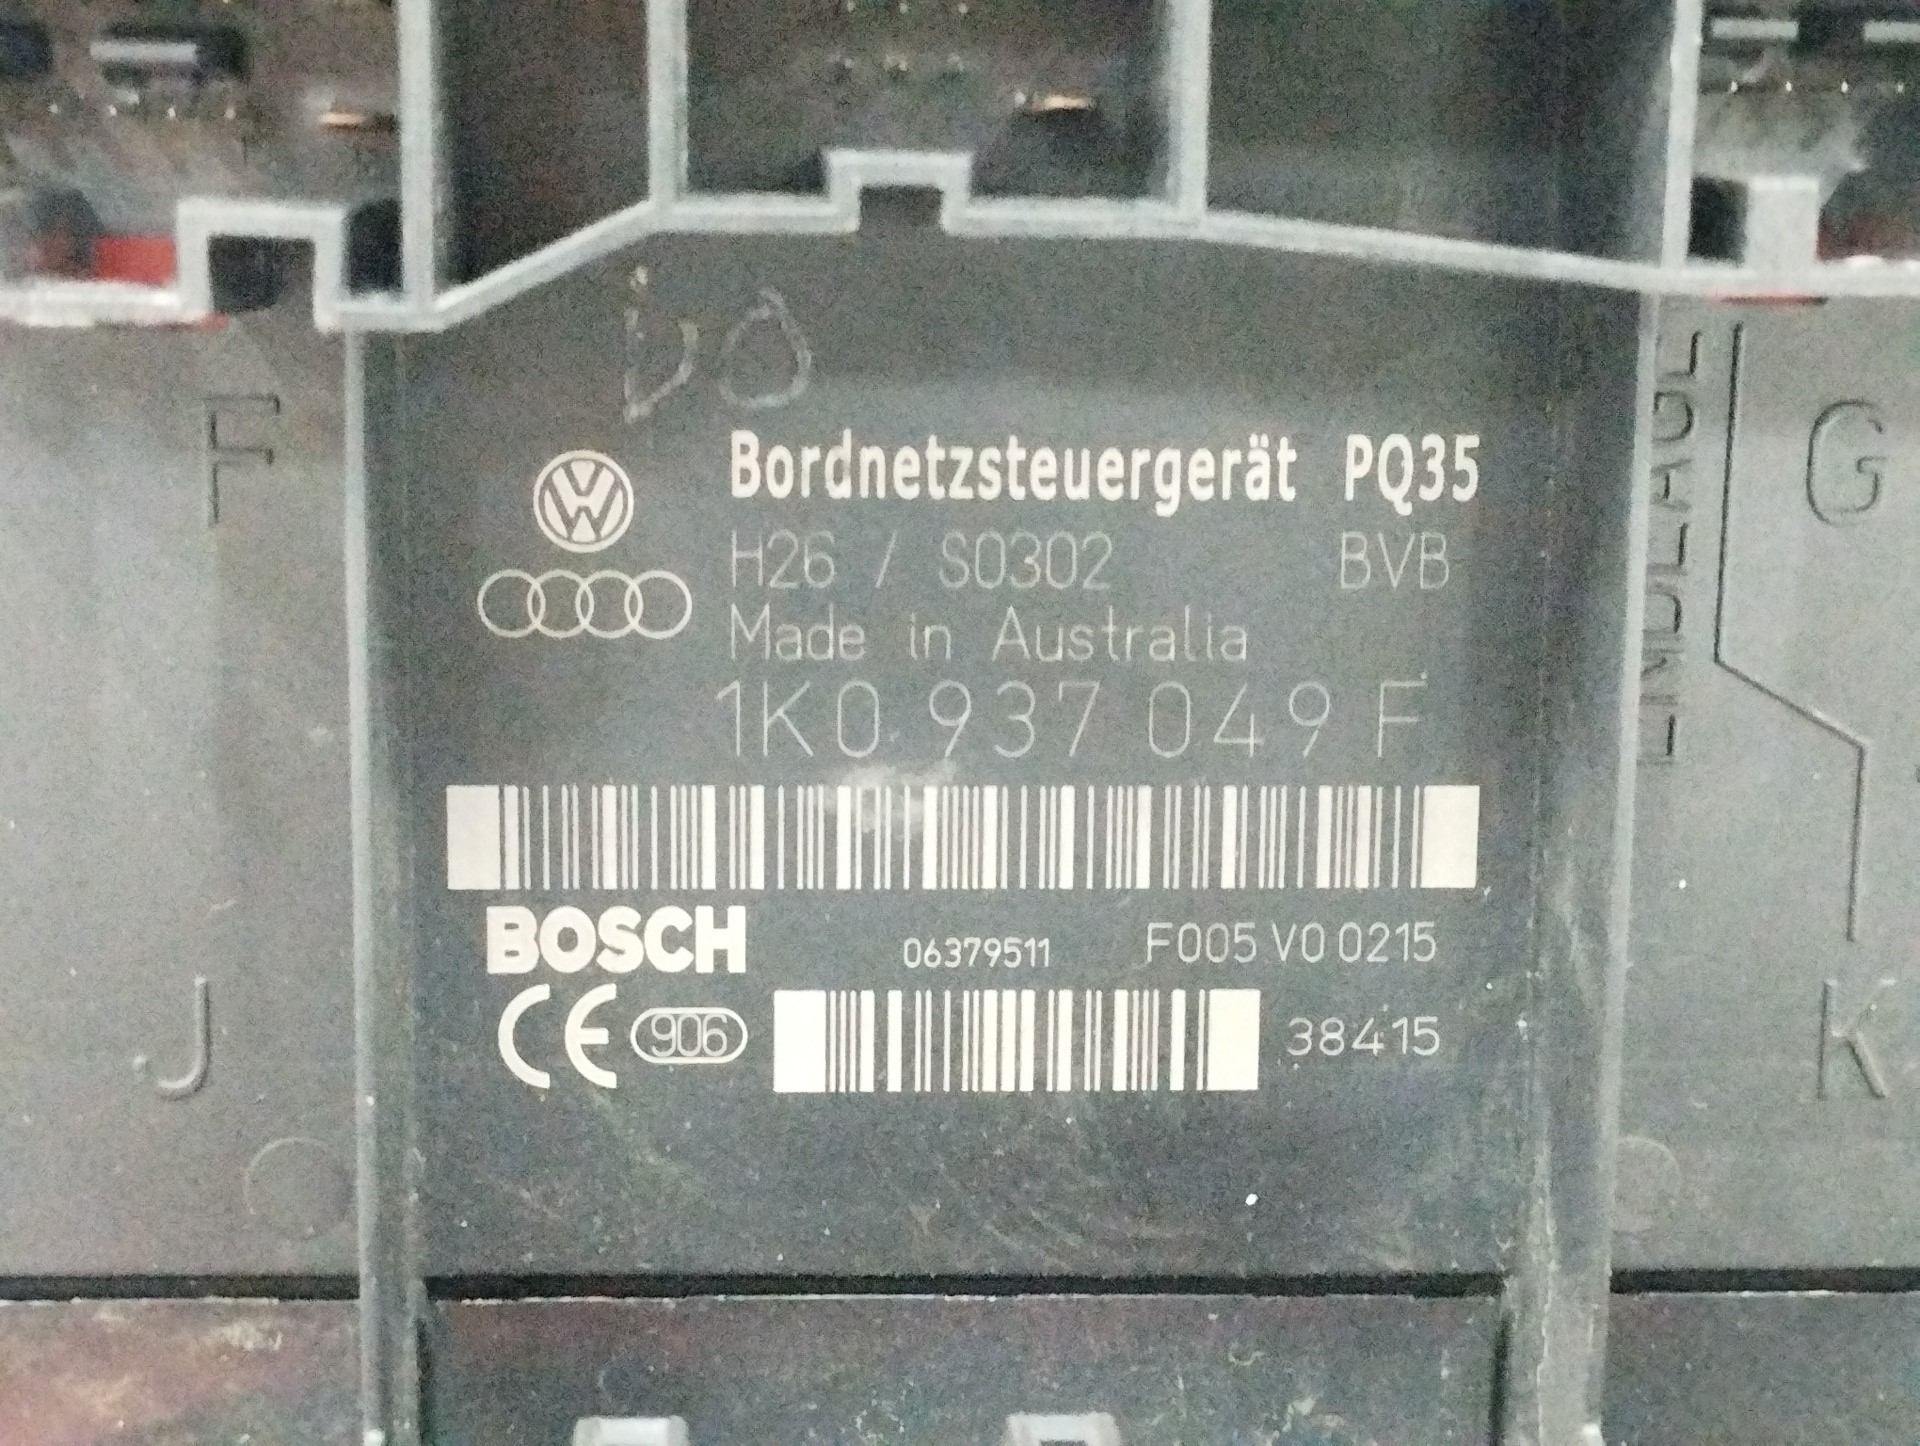 F
Bordnetzsteuergerät PQ35
H26 / S0302 BVB
Made in Australia
1K0 937 049 F
BOSCH 06379511 F005 V0 0215
CE 906 38415
ENDLAGE
G
J
K